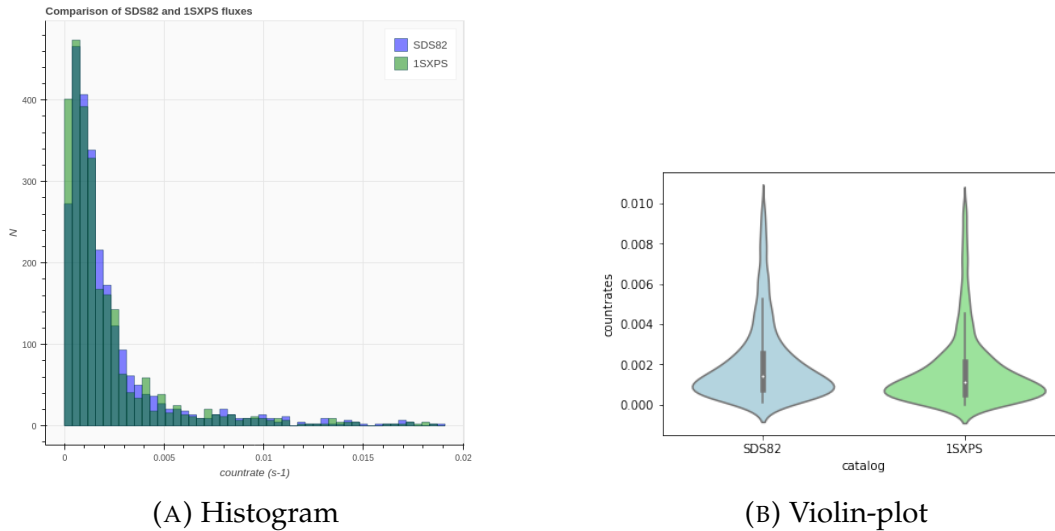 Comparison of SDS82 and 1SXPS fluxes
SDS82
1SXPS
400
300
200
100
0
N
0
0.005
0.01
0.015
0.02
countrate (s-1)
(A) Histogram
0.010
0.008
0.006
0.004
0.002
0.000
countrates
SDS82
1SXPS
catalog
(B) Violin-plot